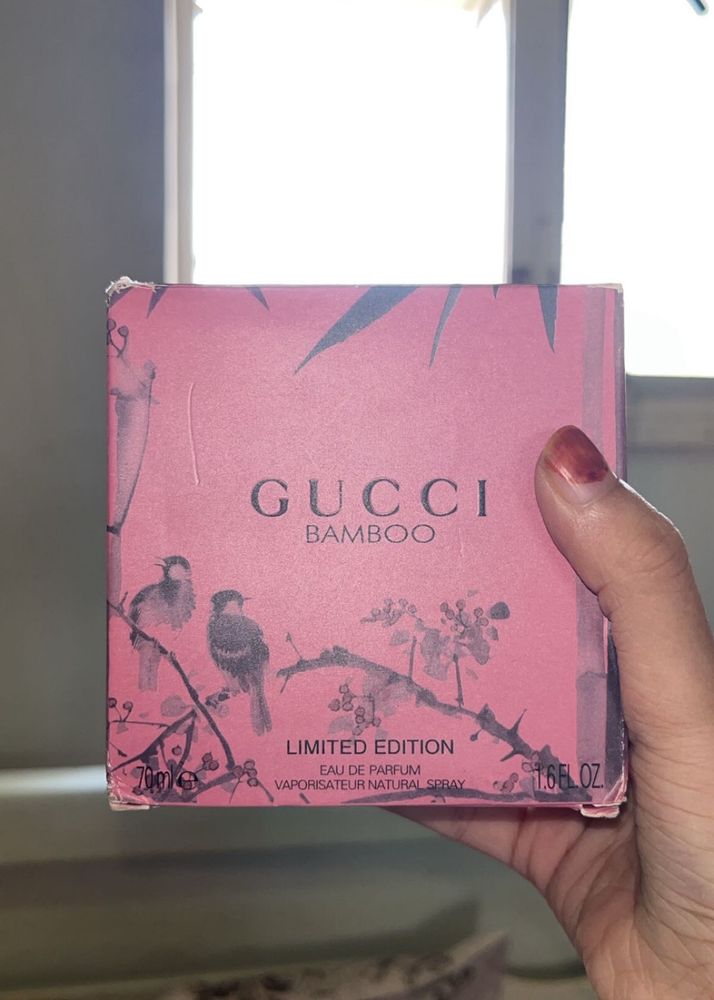 GUCCI
BAMBOO
LIMITED EDITION
EAU DE PARFUM
VAPORISATEUR NATURAL SPRAY
70ml ℮
1.6 FL.OZ.